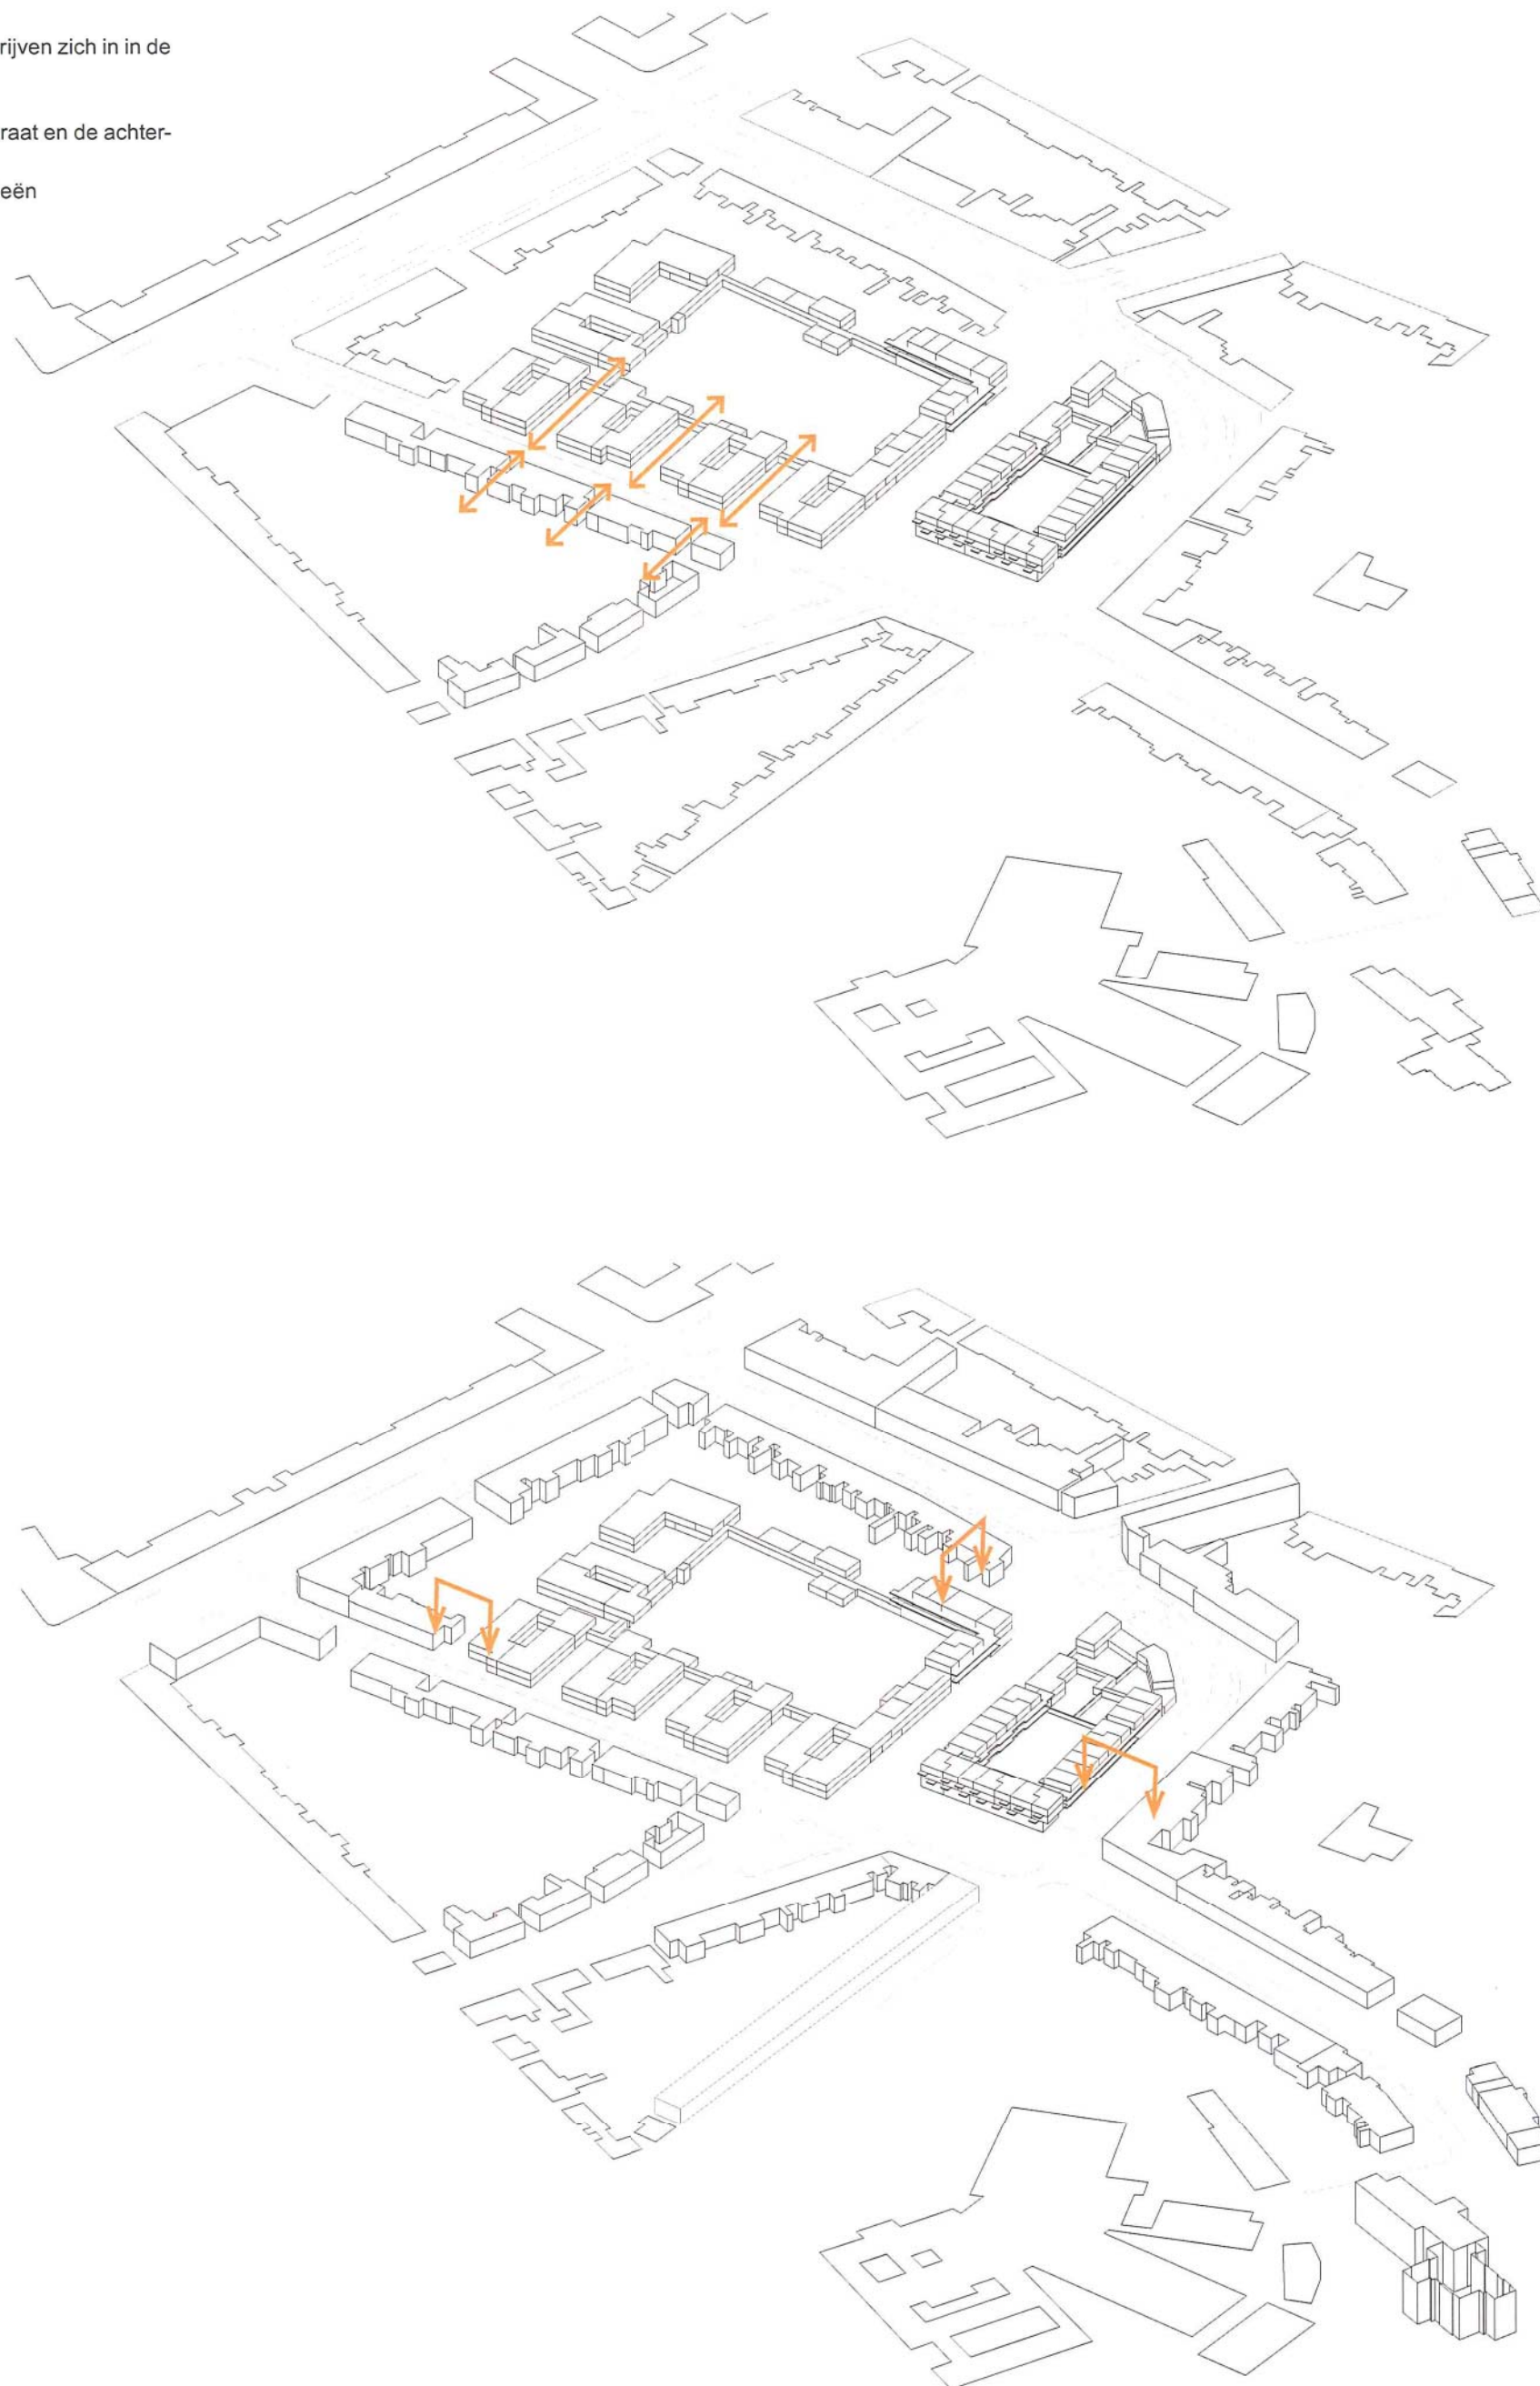 rijven zich in in de
raat en de achter-
eën